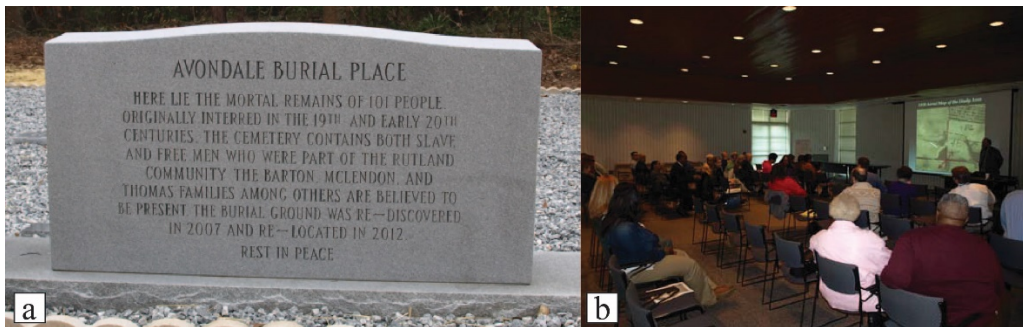 AVONDALE BURIAL PLACE
HERE LIE THE MORTAL REMAINS OF 101 PEOPLE
ORIGINALLY INTERRED IN THE 19TH AND EARLY 20TH
CENTURIES. THE CEMETERY CONTAINS BOTH SLAVE
AND FREE MEN WHO WERE PART OF THE RUTLAND
COMMUNITY. THE BARTON, MCLENDON, AND
THOMAS FAMILIES AMONG OTHERS ARE BELIEVED TO
BE PRESENT. THE BURIAL GROUND WAS RE-DISCOVERED
IN 2007 AND RE-LOCATED IN 2012.
REST IN PEACE
a
b